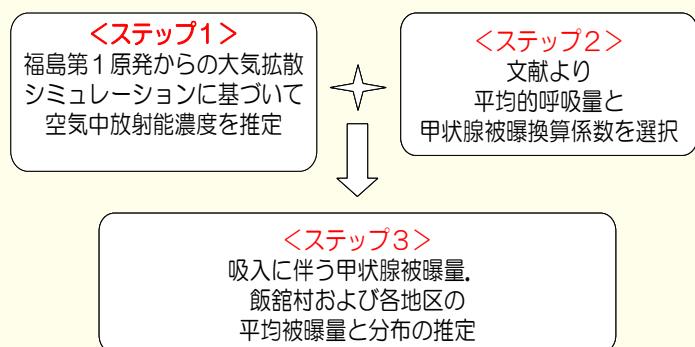 <ステップ1>
福島第1原発からの大気拡散
シミュレーションに基づいて
空気中放射能濃度を推定
<ステップ2>
文献より
平均的呼吸量と
甲状腺被曝換算係数を選択
<ステップ3>
吸入に伴う甲状腺被曝量.
飯舘村および各地区の
平均被曝量と分布の推定